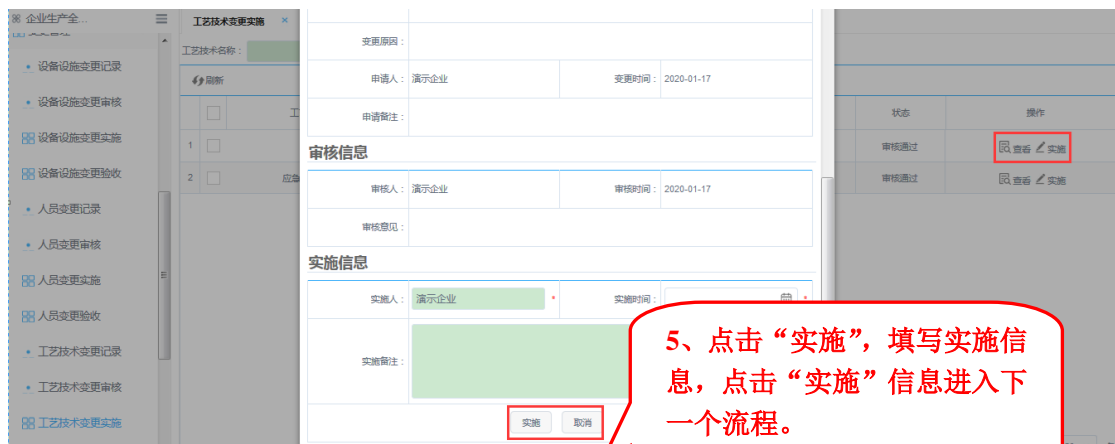 企业生产全...
工艺技术变更实施 ×
变更管理
设备设施变更记录
设备设施变更审核
设备设施变更实施
设备设施变更验收
人员变更记录
人员变更审核
人员变更实施
人员变更验收
工艺技术变更记录
工艺技术变更审核
工艺技术变更实施
工艺技术名称：
刷新
工
状态
操作
1
审核通过
查看 实施
2
应急
审核通过
查看 实施
变更原因：
申请人： 演示企业 变更时间： 2020-01-17
申请备注：
审核信息
审核人： 演示企业 审核时间： 2020-01-17
审核意见：
实施信息
实施人： 演示企业 * 实施时间： *
实施备注：
实施 取消
5、点击“实施”，填写实施信
息，点击“实施”信息进入下
一个流程。